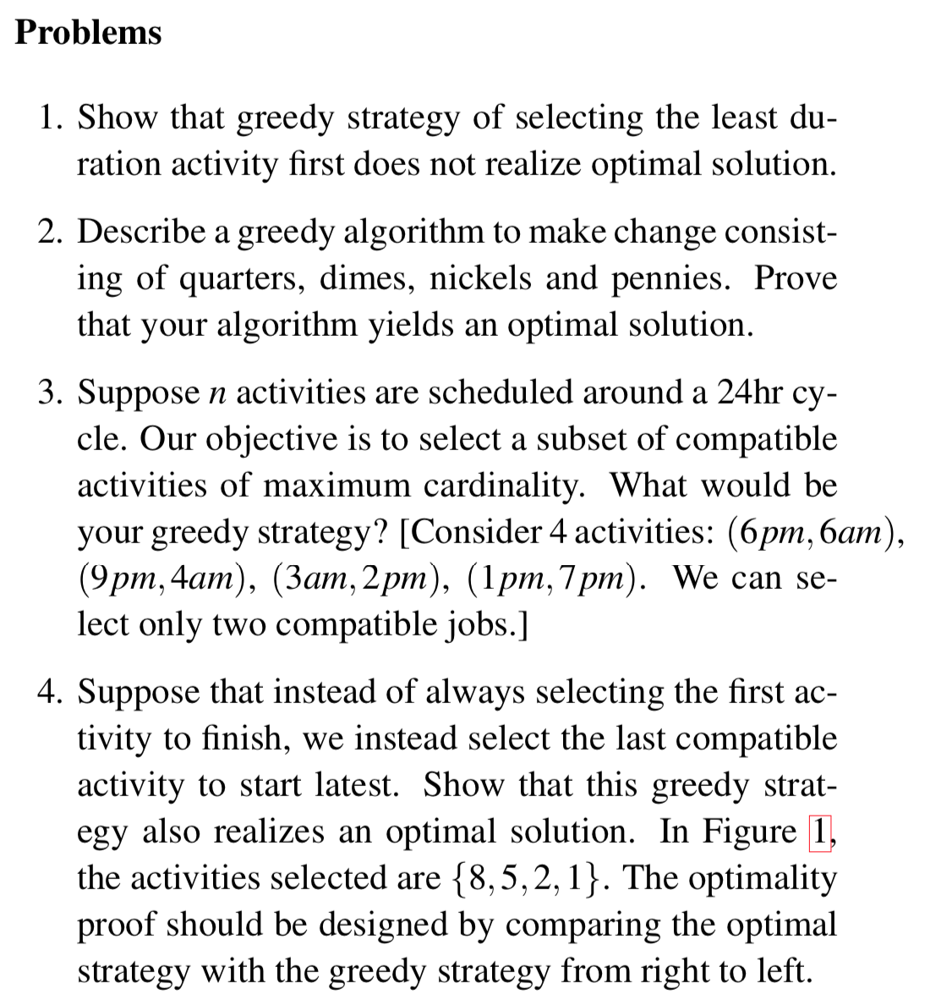 Problems
1. Show that greedy strategy of selecting the least du-
ration activity first does not realize optimal solution.
2. Describe a greedy algorithm to make change consist-
ing of quarters, dimes, nickels and pennies. Prove
that your algorithm yields an optimal solution.
3. Suppose n activities are scheduled around a 24hr cy-
cle. Our objective is to select a subset of compatible
activities of maximum cardinality. What would be
your greedy strategy? [Consider 4 activities: (6pm,6am),
(9pm,4am), (3am,2pm), (1pm,7pm). We can se-
lect only two compatible jobs.]
4. Suppose that instead of always selecting the first ac-
tivity to finish, we instead select the last compatible
activity to start latest. Show that this greedy strat-
egy also realizes an optimal solution. In Figure 1,
the activities selected are {8,5,2,1}. The optimality
proof should be designed by comparing the optimal
strategy with the greedy strategy from right to left.